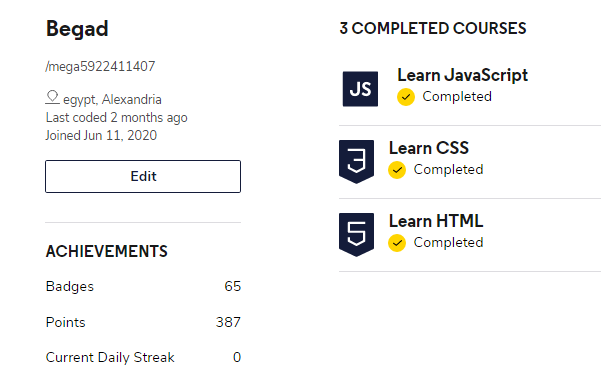 Begad
/mega5922411407
egypt, Alexandria
Last coded 2 months ago
Joined Jun 11, 2020
Edit
ACHIEVEMENTS
Badges 65
Points 387
Current Daily Streak 0
3 COMPLETED COURSES
JS
Learn JavaScript
Completed
3
Learn CSS
Completed
5
Learn HTML
Completed